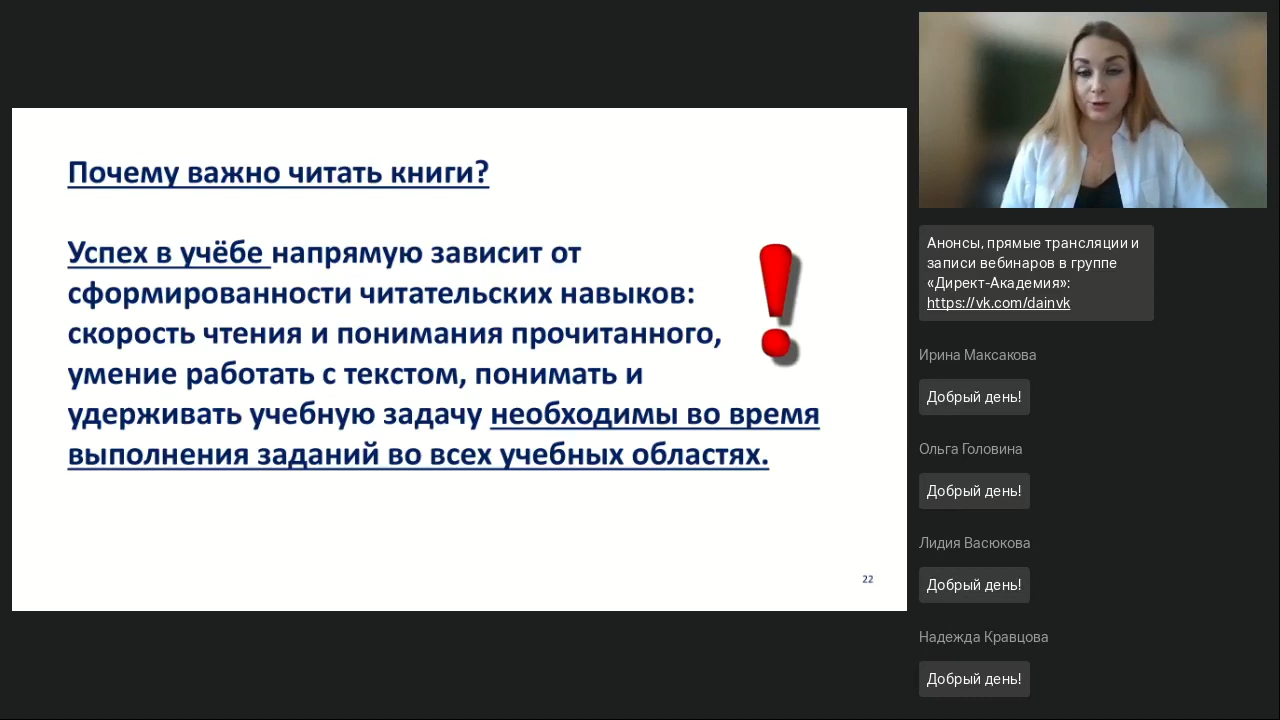 Почему важно читать книги?
Успех в учёбе напрямую зависит от
сформированности читательских навыков:
скорость чтения и понимания прочитанного,
умение работать с текстом, понимать и
удерживать учебную задачу необходимы во время
выполнения заданий во всех учебных областях.
22
Анонсы, прямые трансляции и
записи вебинаров в группе
«Директ-Академия»:
https://vk.com/dainvk
Ирина Максакова
Добрый день!
Ольга Головина
Добрый день!
Лидия Васюкова
Добрый день!
Надежда Кравцова
Добрый день!